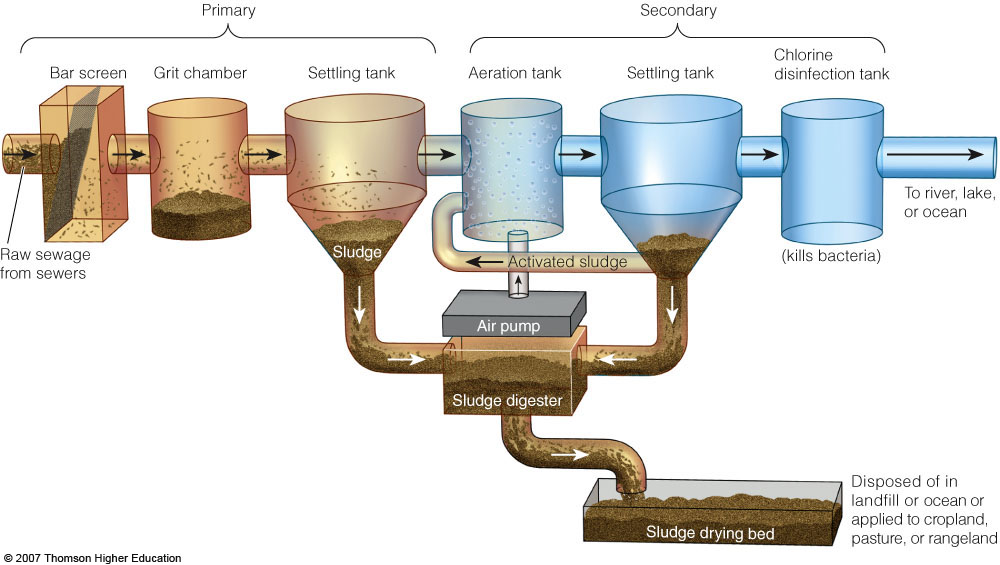 Primary
Secondary
Bar screen
Grit chamber
Settling tank
Aeration tank
Settling tank
Chlorine
disinfection tank
Raw sewage
from sewers
Sludge
Activated sludge
To river, lake,
or ocean
(kills bacteria)
Air pump
Sludge digester
Sludge drying bed
Disposed of in
landfill or ocean or
applied to cropland,
pasture, or rangeland
© 2007 Thomson Higher Education